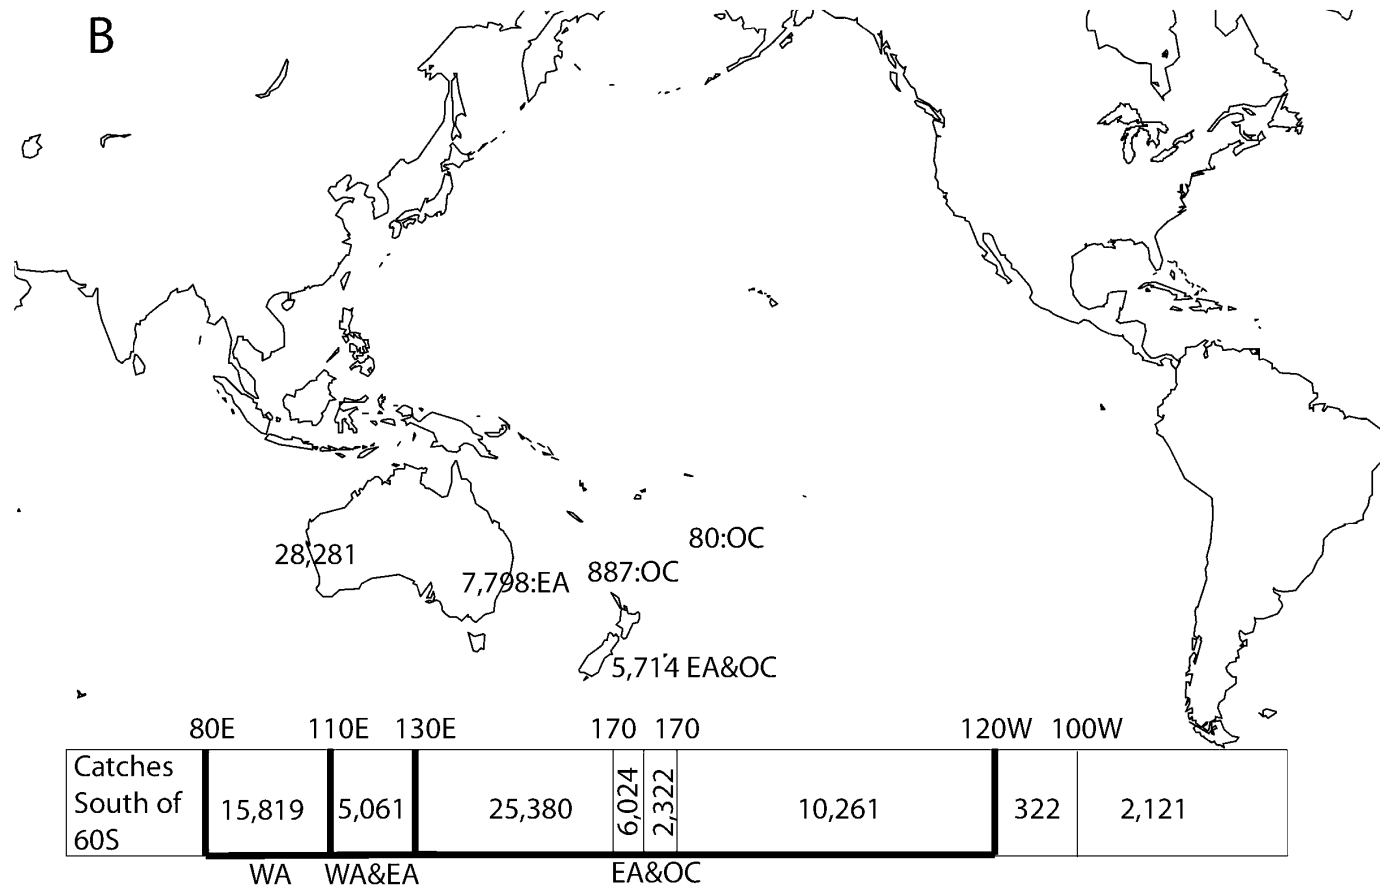 B
80:OC
28,281
7,798:EA
887:OC
5,714 EA&OC
80E 110E 130E 170 170 120W 100W
Catches
South of
60S
15,819 5,061 25,380 6,024 2,322 10,261 322 2,121
WA WA&EA EA&OC